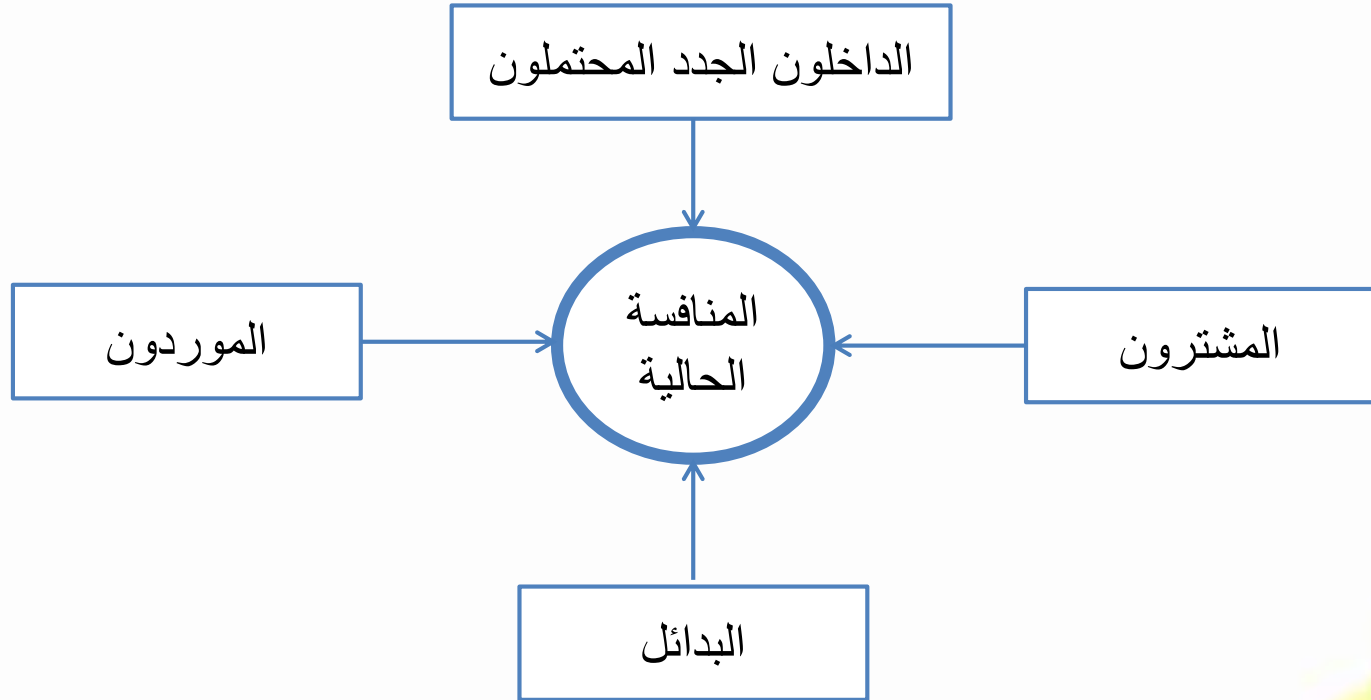 الداخلون الجدد المحتملون
المشترون
المنافسة
الحالية
الموردون
البدائل